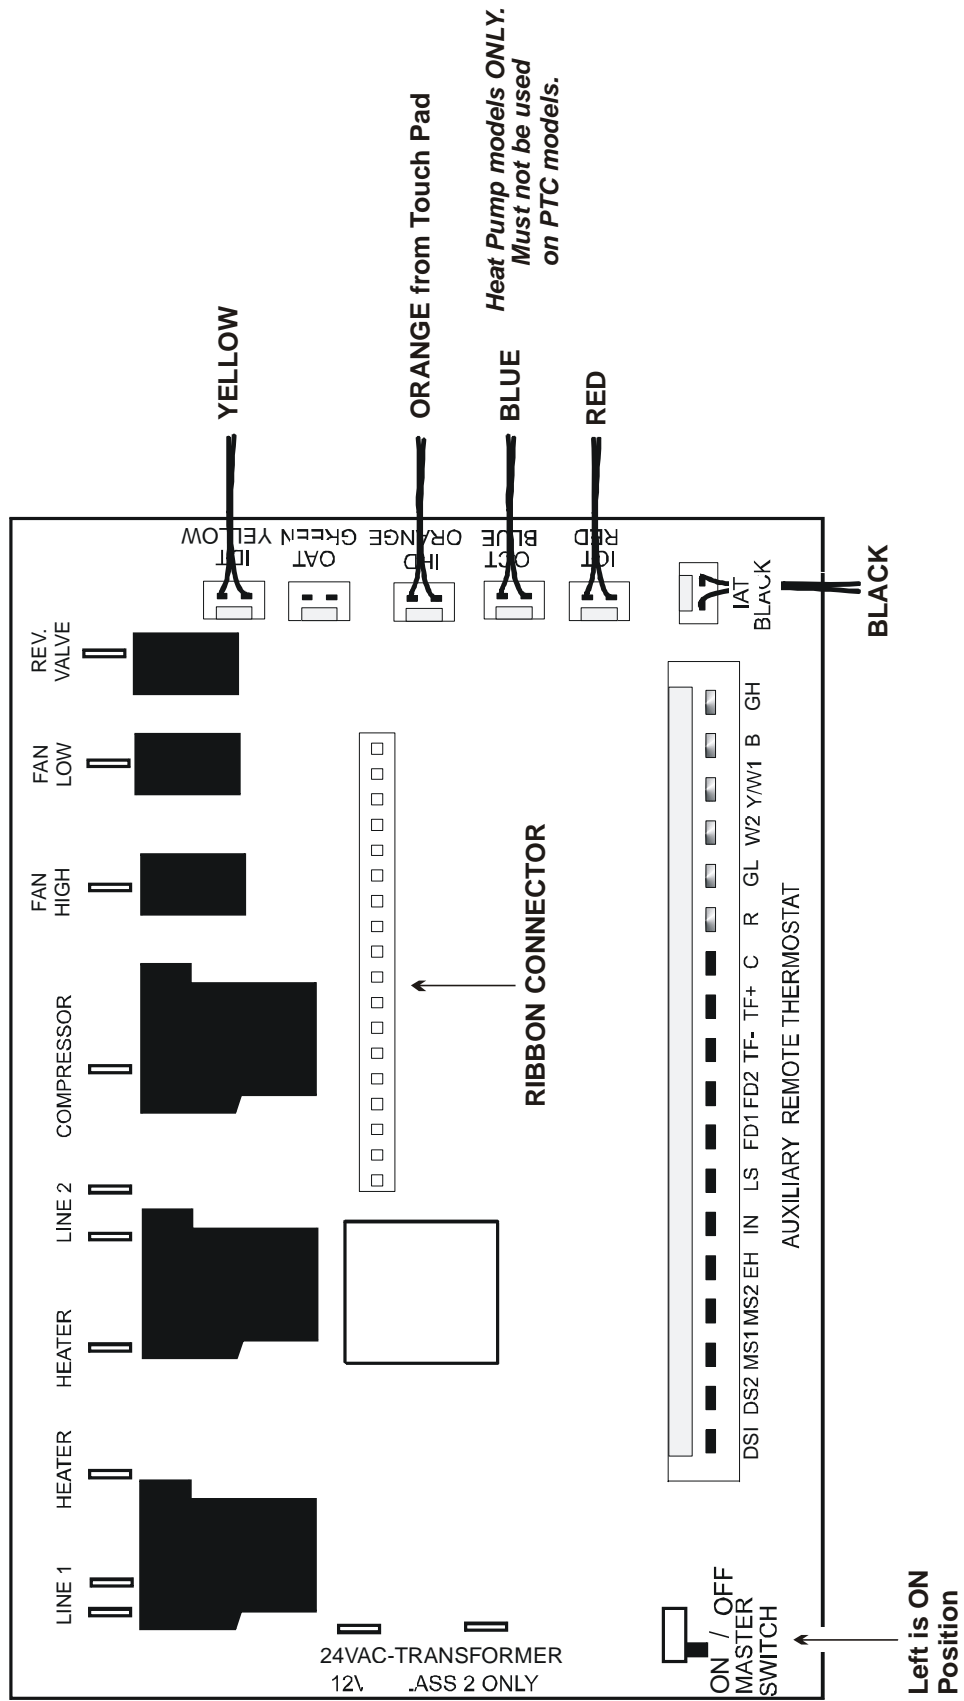 LINE 1
HEATER
HEATER
LINE 2
COMPRESSOR
FAN
HIGH
FAN
LOW
REV.
VALVE
YELLOW
IDT
YELLOW
OAT
GREEN
IHD
ORANGE
ORANGE from Touch Pad
OCT
BLUE
BLUE
Heat Pump models ONLY.
Must not be used
on PTC models.
ICT
RED
RED
IAT
BLACK
BLACK
RIBBON CONNECTOR
24VAC-TRANSFORMER
ASS 2 ONLY
DSI DS2 MS1 MS2 EH IN LS FD1 FD2 TF- TF+ C R GL W2 Y/W1 B GH
AUXILIARY REMOTE THERMOSTAT
ON / OFF
MASTER
SWITCH
Left is ON
Position